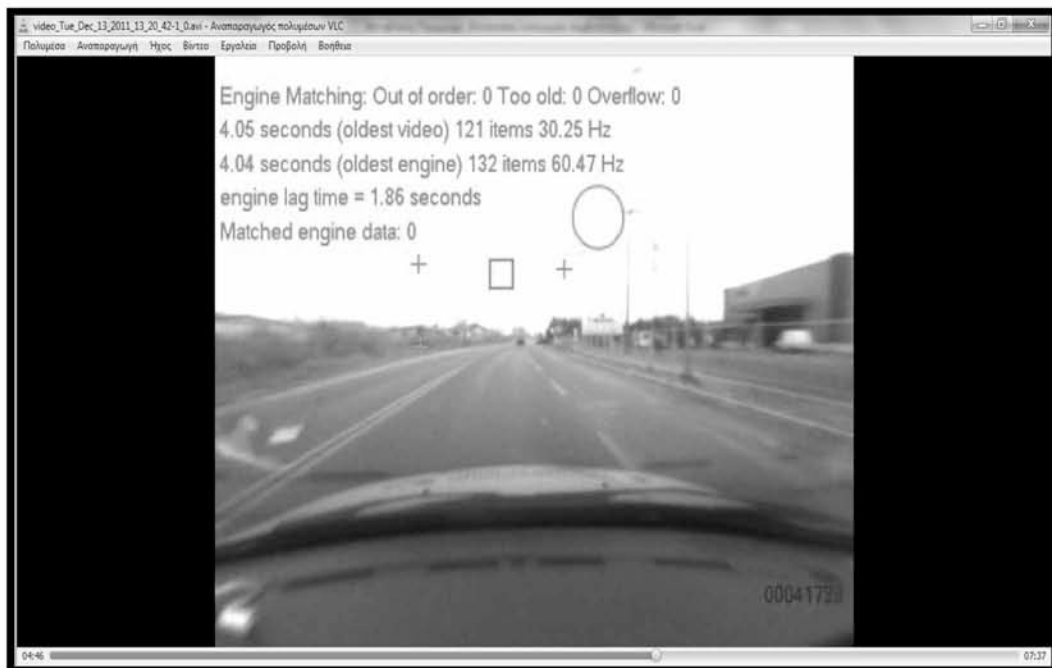 video_Tue_Dec_13_2011_13_20_42-1_0.avi - Αναπαραγωγός πολυμέσων VLC
Πολυμέσα Αναπαραγωγή Ήχος Βίντεο Εργαλεία Προβολή Βοήθεια
Engine Matching: Out of order: 0 Too old: 0 Overflow: 0
4.05 seconds (oldest video) 121 items 30.25 Hz
4.04 seconds (oldest engine) 132 items 60.47 Hz
engine lag time = 1.86 seconds
Matched engine data: 0
04:46
07:37